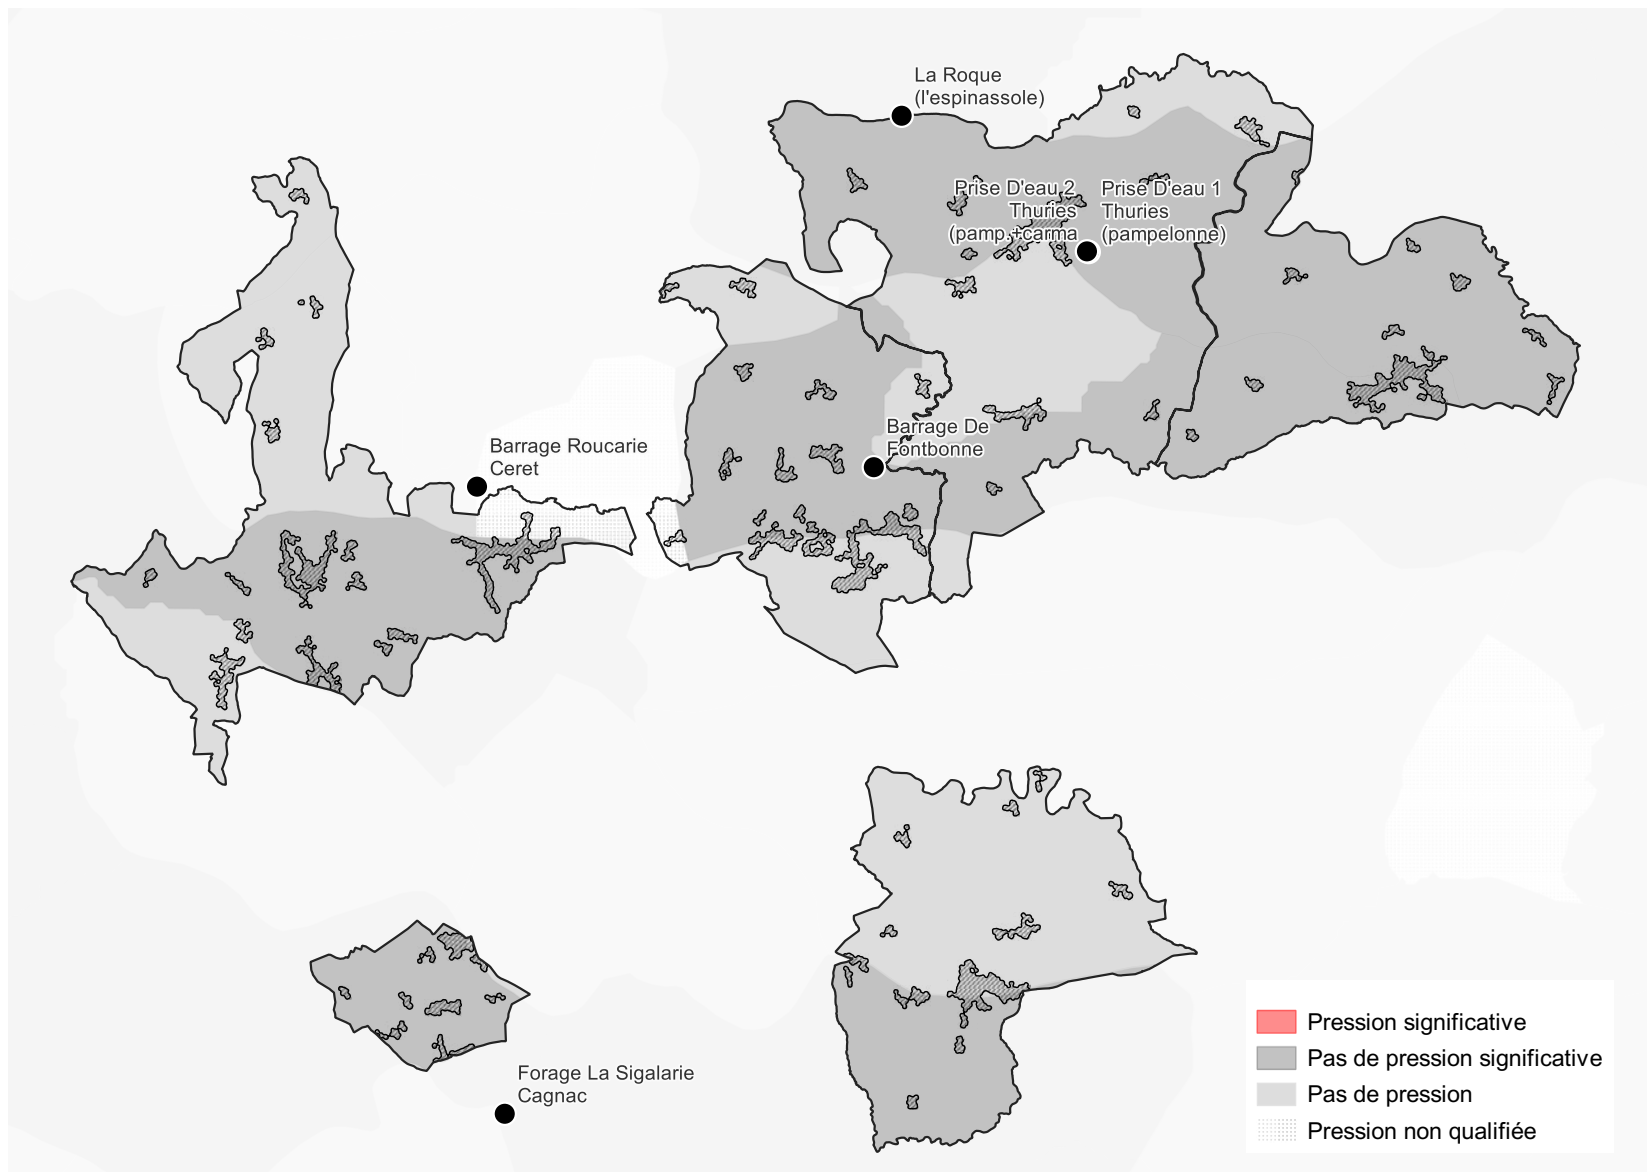 La Roque
(l'espinassole)
Prise D'eau 2
Thuries
(pamp.+carma
Prise D'eau 1
Thuries
(pampelonne)
Barrage De
Fontbonne
Barrage Roucarie
Ceret
Forage La Sigalarie
Cagnac
Pression significative
Pas de pression significative
Pas de pression
Pression non qualifiée